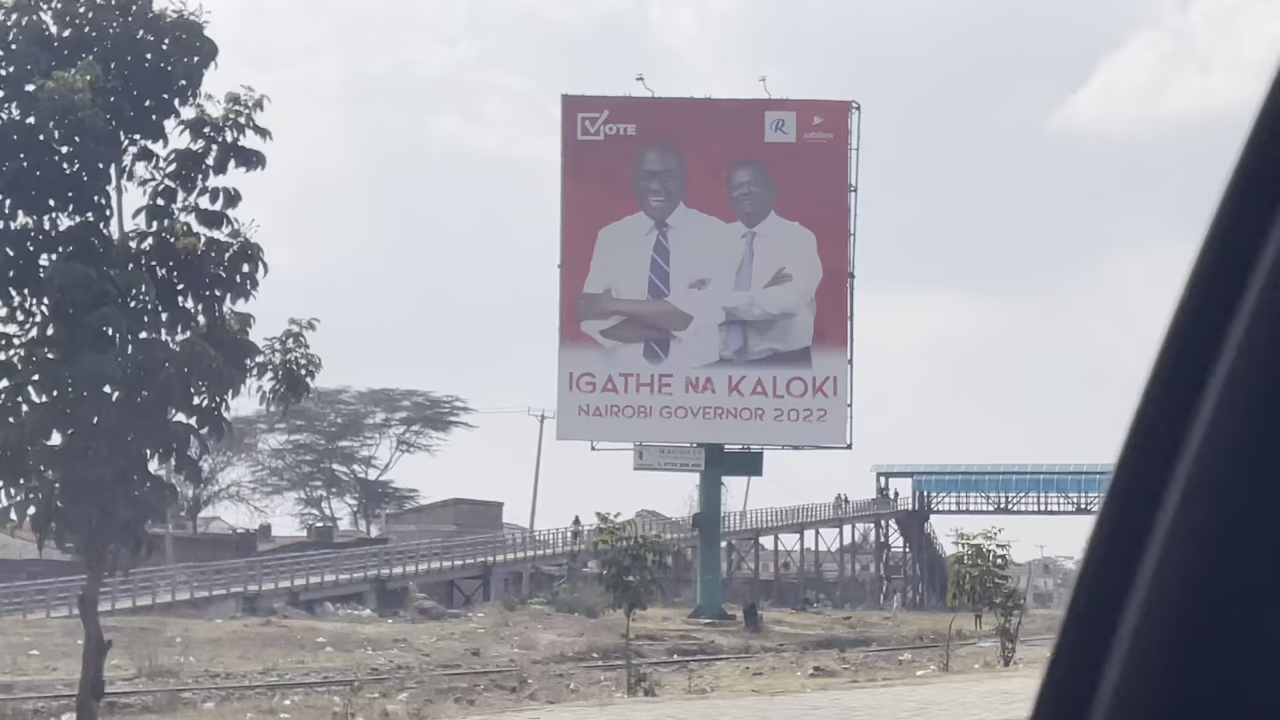 VOTE
R
Jubilee
IGATHE NA KALOKI
NAIROBI GOVERNOR 2022